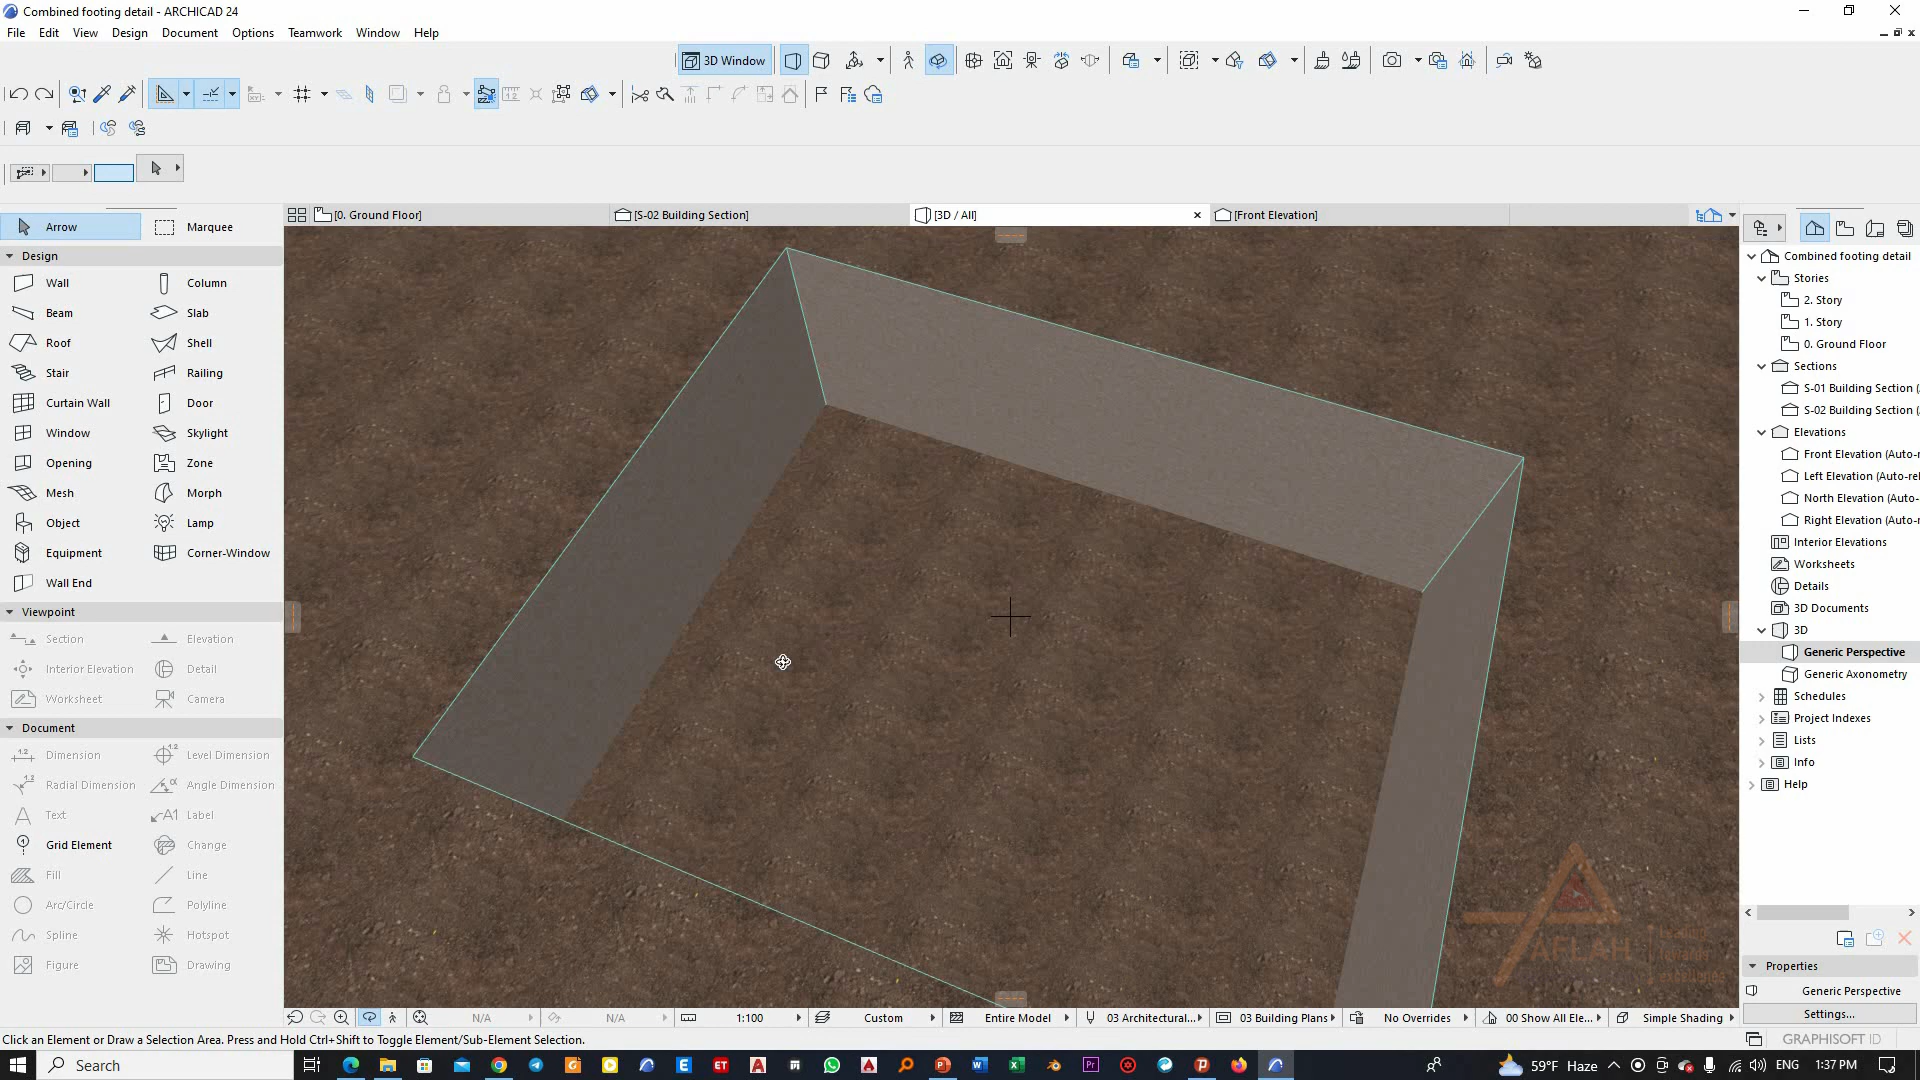 Combined footing detail - ARCHICAD 24
File Edit View Design Document Options Teamwork Window Help
3D Window
[0. Ground Floor] [S-02 Building Section] [3D / All] [Front Elevation]
Arrow Marquee
Design
Wall Column
Beam Slab
Roof Shell
Stair Railing
Curtain Wall Door
Window Skylight
Opening Zone
Mesh Morph
Object Lamp
Equipment Corner-Window
Wall End
Viewpoint
Section Elevation
Interior Elevation Detail
Worksheet Camera
Document
Dimension Level Dimension
Radial Dimension Angle Dimension
Text Label
Grid Element Change
Fill Line
Arc/Circle Polyline
Spline Hotspot
Figure Drawing
Combined footing detail
Stories
2. Story
1. Story
0. Ground Floor
Sections
S-01 Building Section (
S-02 Building Section (
Elevations
Front Elevation (Auto-r
Left Elevation (Auto-rel
North Elevation (Auto-
Right Elevation (Auto-r
Interior Elevations
Worksheets
Details
3D Documents
3D
Generic Perspective
Generic Axonometry
Schedules
Project Indexes
Lists
Info
Help
Properties
Generic Perspective
Settings...
AFLAH
N/A N/A 1:100 Custom Entire Model 03 Architectural... 03 Building Plans No Overrides 00 Show All Ele... Simple Shading
Click an Element or Draw a Selection Area. Press and Hold Ctrl+Shift to Toggle Element/Sub-Element Selection.
GRAPHISOFT ID
Search
59°F Haze ENG 1:37 PM